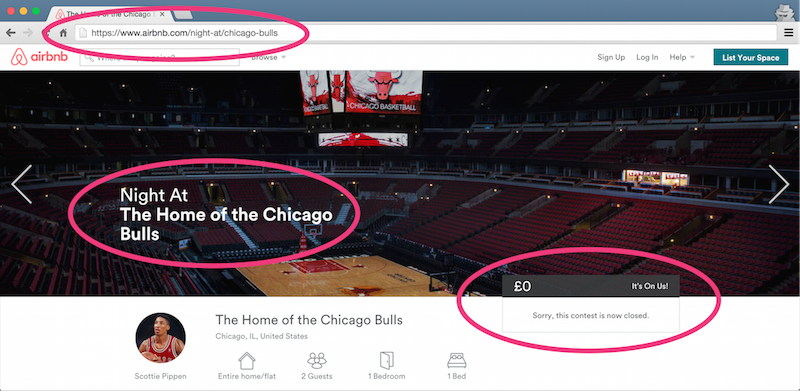 The Home of the Chicago
https://www.airbnb.com/night-at/chicago-bulls
airbnb
Browse
Sign Up
Log In
Help
List Your Space
CHICAGO BASKETBALL
Night At
The Home of the Chicago
Bulls
£0
It's On Us!
Sorry, this contest is now closed.
The Home of the Chicago Bulls
Chicago, IL, United States
Scottie Pippen
Entire home/flat
2 Guests
1 Bedroom
1 Bed